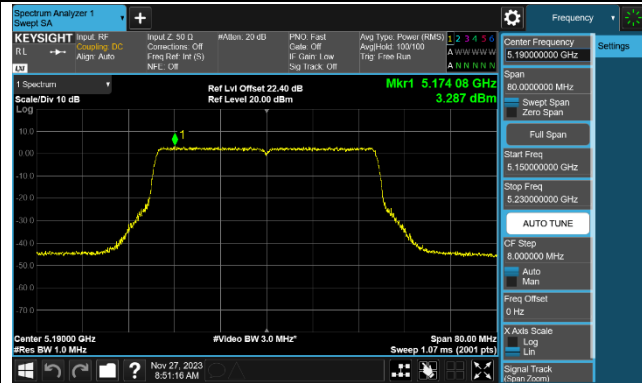 Spectrum Analyzer 1
Swept SA
Frequency
KEYSIGHT
RL
LXI
Input: RF
Coupling: DC
Align: Auto
Input Z: 50 Ω
Corrections: Off
Freq Ref: Int (S)
NFE: Off
#Atten: 20 dB
PNO: Fast
Gate: Off
IF Gain: Low
Sig Track: Off
Avg Type: Power (RMS)
Avg|Hold: 100/100
Trig: Free Run
1 2 3 4 5 6
A W W W W W
A N N N N N
1 Spectrum
Scale/Div 10 dB
Log
Ref Lvl Offset 22.40 dB
Ref Level 20.00 dBm
Mkr1 5.174 08 GHz
3.287 dBm
1
10.0
0.00
-10.0
-20.0
-30.0
-40.0
-50.0
-60.0
-70.0
Center 5.19000 GHz
#Res BW 1.0 MHz
#Video BW 3.0 MHz*
Span 80.00 MHz
Sweep 1.07 ms (2001 pts)
Nov 27, 2023
8:51:16 AM
Center Frequency
5.190000000 GHz
Span
80.0000000 MHz
Swept Span
Zero Span
Full Span
Start Freq
5.150000000 GHz
Stop Freq
5.230000000 GHz
AUTO TUNE
CF Step
8.000000 MHz
Auto
Man
Freq Offset
0 Hz
X Axis Scale
Log
Lin
Signal Track
(Span Zoom)
Settings